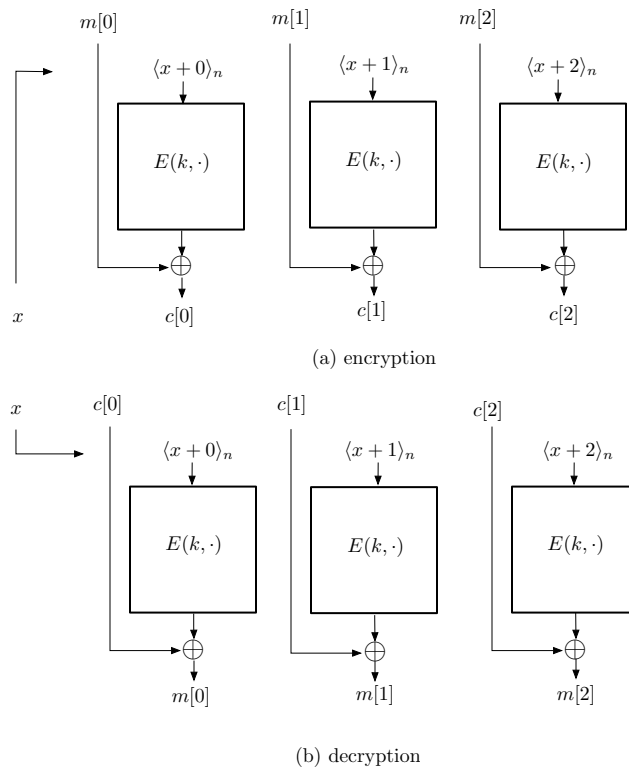 m[0] m[1] m[2]
⟨x + 0⟩ₙ ⟨x + 1⟩ₙ ⟨x + 2⟩ₙ
E(k, ·) E(k, ·) E(k, ·)
x c[0] c[1] c[2]
(a) encryption
x c[0] c[1] c[2]
⟨x + 0⟩ₙ ⟨x + 1⟩ₙ ⟨x + 2⟩ₙ
E(k, ·) E(k, ·) E(k, ·)
m[0] m[1] m[2]
(b) decryption